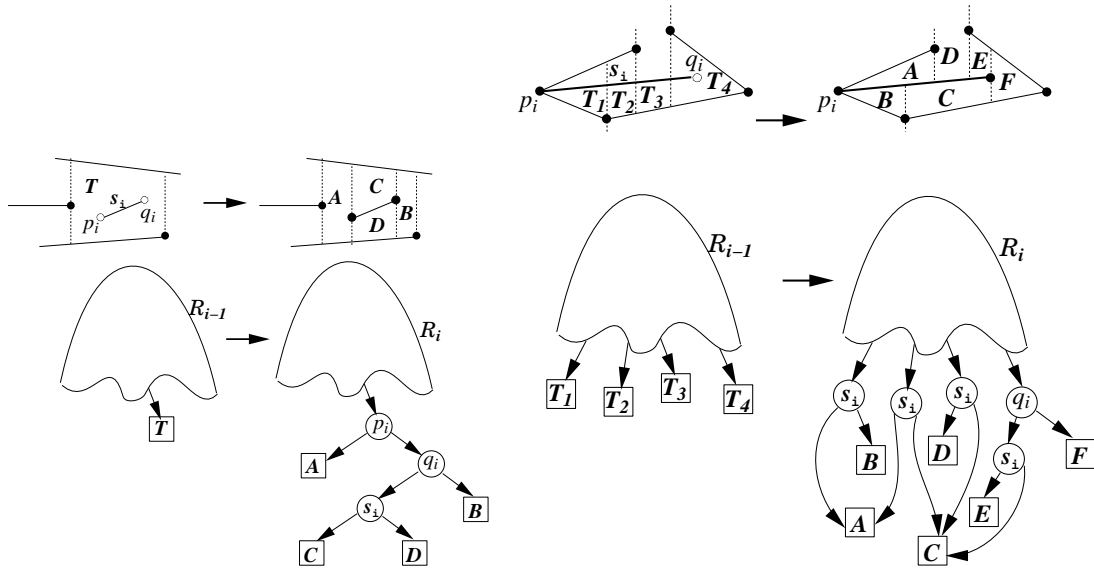 T
s_i
p_i
q_i
A
C
B
D
R_{i-1}
T
R_i
p_i
A
q_i
s_i
B
C
D
s_i
q_i
p_i
T_1
T_2
T_3
T_4
D
E
A
F
p_i
B
C
R_{i-1}
T_1
T_2
T_3
T_4
R_i
s_i
s_i
s_i
q_i
B
D
s_i
F
A
E
C